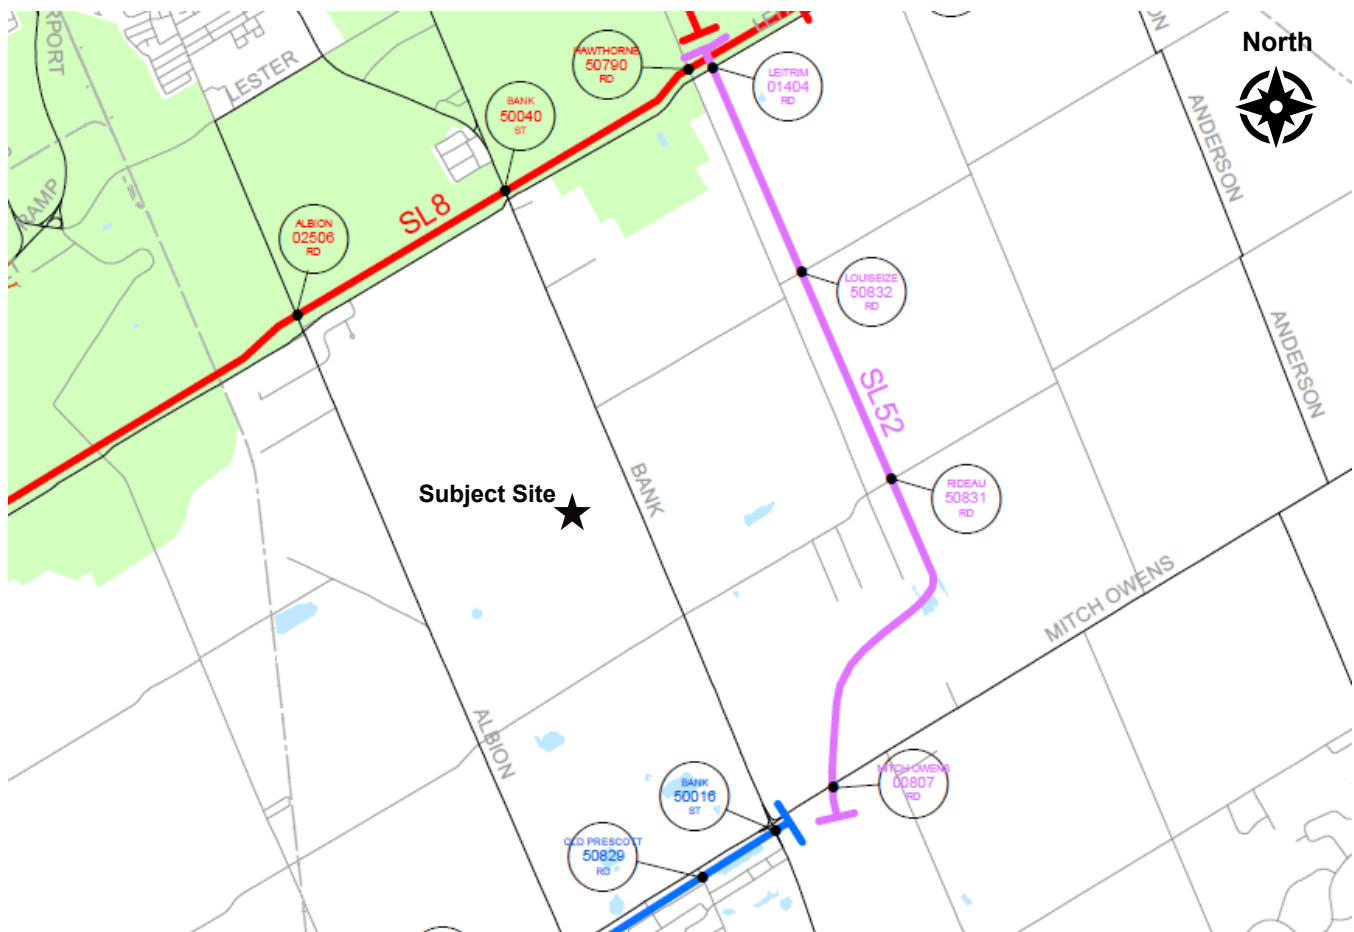 RPORT
LESTER
RAMP
North
HAWTHORNE
50790
RD
LEITRIM
01404
RD
BANK
50040
ST
ANDERSON
SL8
ALBION
02506
RD
LOUISEIZE
50832
RD
ANDERSON
SL52
BANK
Subject Site
RIDEAU
50831
RD
MITCH OWENS
ALBION
BANK
50016
ST
MITCH OWENS
00807
RD
OLD PRESCOTT
50829
RD